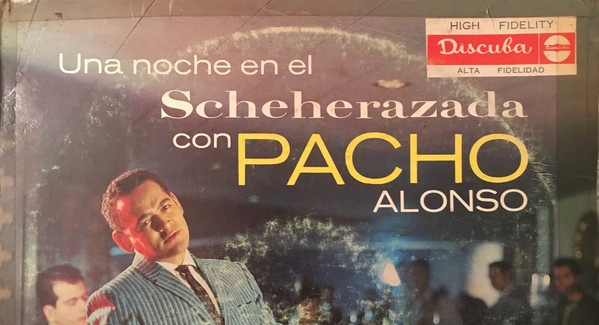 HIGH FIDELITY
Discuba
ALTA FIDELIDAD
Una noche en el
Scheherazada
con PACHO
ALONSO